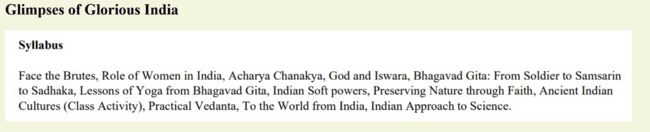 Glimpses of Glorious India
Syllabus
Face the Brutes, Role of Women in India, Acharya Chanakya, God and Iswara, Bhagavad Gita: From Soldier to Samsarin
to Sadhaka, Lessons of Yoga from Bhagavad Gita, Indian Soft powers, Preserving Nature through Faith, Ancient Indian
Cultures (Class Activity), Practical Vedanta, To the World from India, Indian Approach to Science.